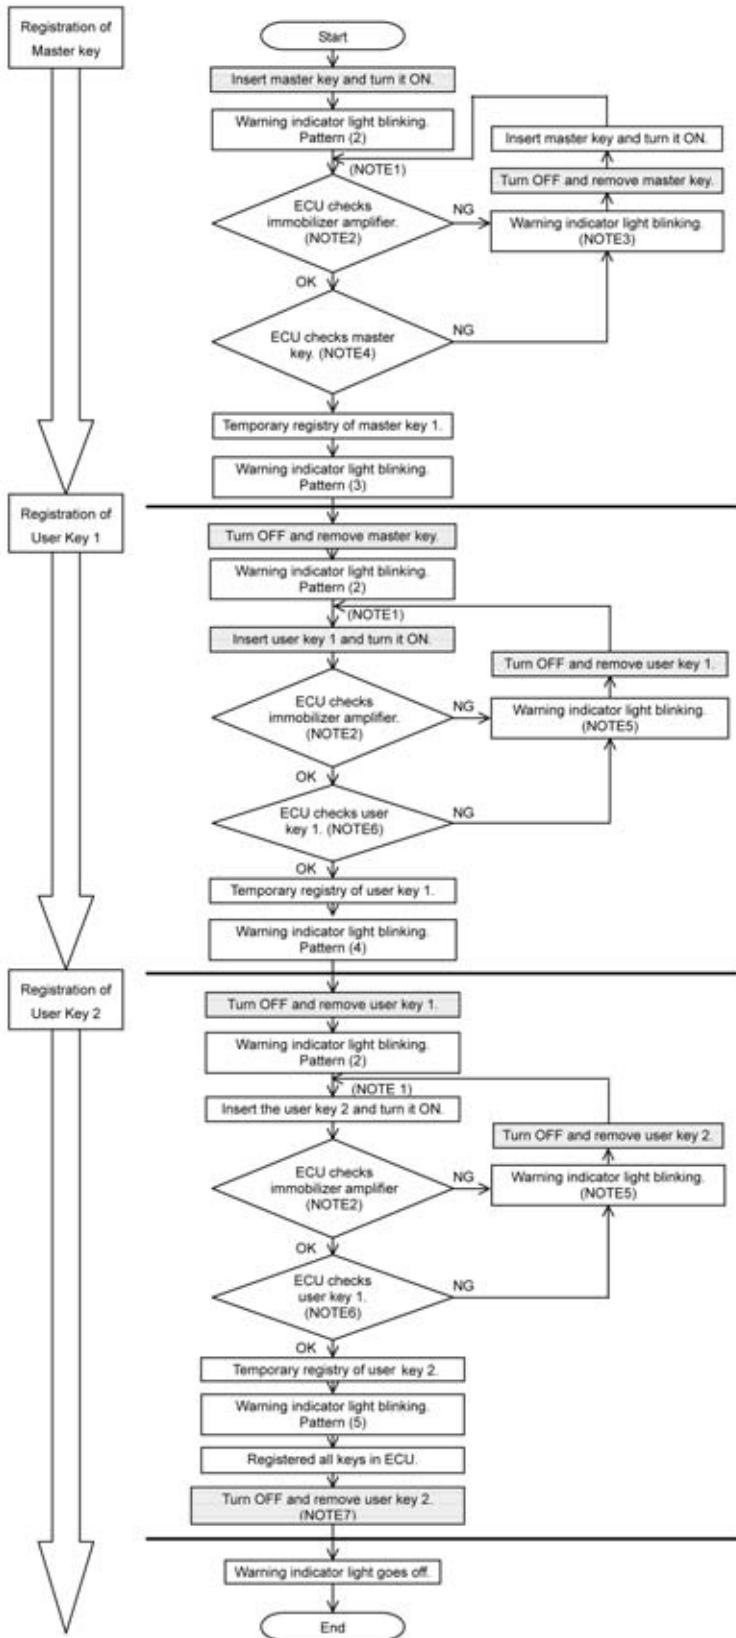 Registration of
Master key
Start
Insert master key and turn it ON.
Warning indicator light blinking.
Pattern (2)
Insert master key and turn it ON.
(NOTE1)
Turn OFF and remove master key.
ECU checks
immobilizer amplifier.
(NOTE2)
NG
Warning indicator light blinking.
(NOTE3)
OK
ECU checks master
key. (NOTE4)
NG
Temporary registry of master key 1.
Warning indicator light blinking.
Pattern (3)
Registration of
User Key 1
Turn OFF and remove master key.
Warning indicator light blinking.
Pattern (2)
(NOTE1)
Insert user key 1 and turn it ON.
Turn OFF and remove user key 1.
ECU checks
immobilizer amplifier.
(NOTE2)
NG
Warning indicator light blinking.
(NOTE5)
OK
ECU checks user
key 1. (NOTE6)
NG
OK
Temporary registry of user key 1.
Warning indicator light blinking.
Pattern (4)
Registration of
User Key 2
Turn OFF and remove user key 1.
Warning indicator light blinking.
Pattern (2)
(NOTE 1)
Insert the user key 2 and turn it ON.
Turn OFF and remove user key 2.
ECU checks
immobilizer amplifier
(NOTE2)
NG
Warning indicator light blinking.
(NOTE5)
OK
ECU checks
user key 1.
(NOTE6)
NG
OK
Temporary registry of user key 2.
Warning indicator light blinking.
Pattern (5)
Registered all keys in ECU.
Turn OFF and remove user key 2.
(NOTE7)
Warning indicator light goes off.
End